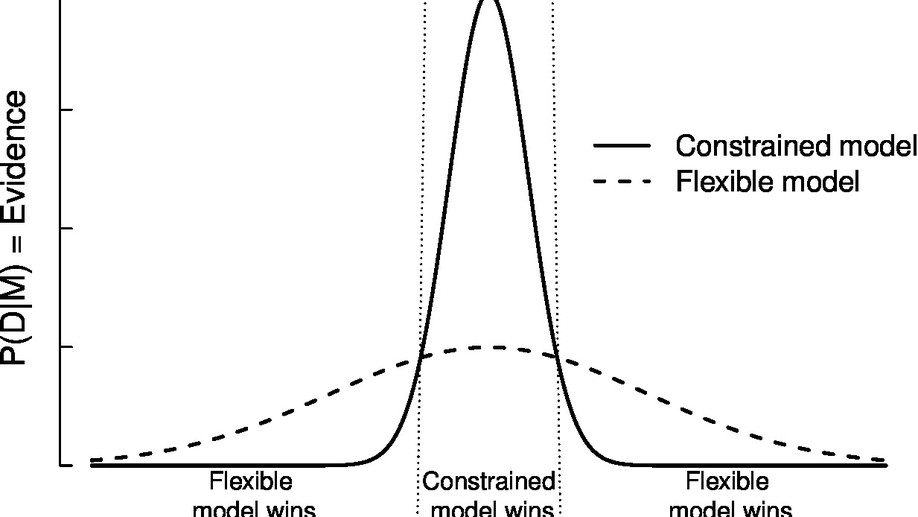 P(D|M) = Evidence
Constrained model
Flexible model
Flexible
model wins
Constrained
model wins
Flexible
model wins